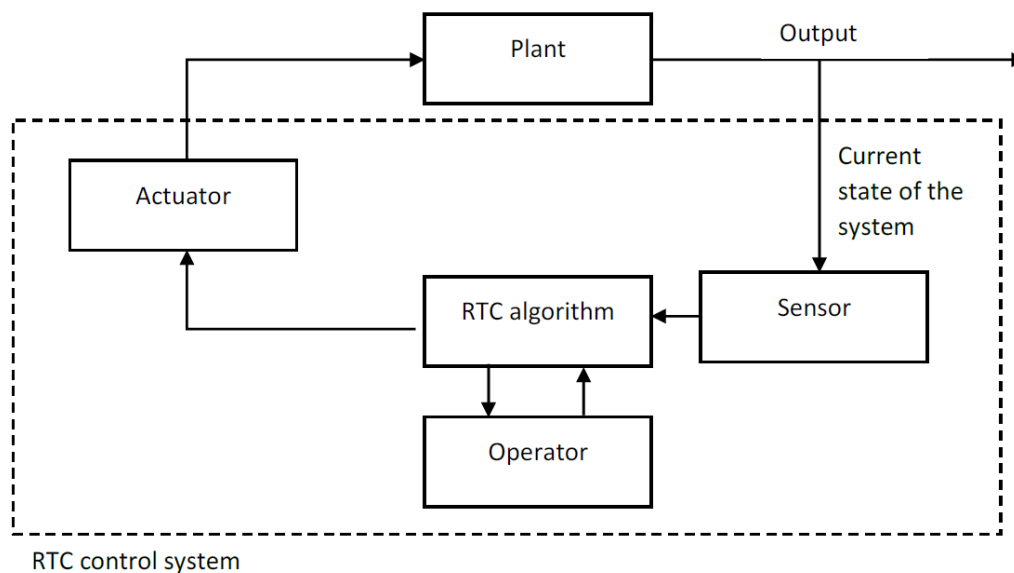 Plant
Output
Actuator
Current
state of the
system
RTC algorithm
Sensor
Operator
RTC control system